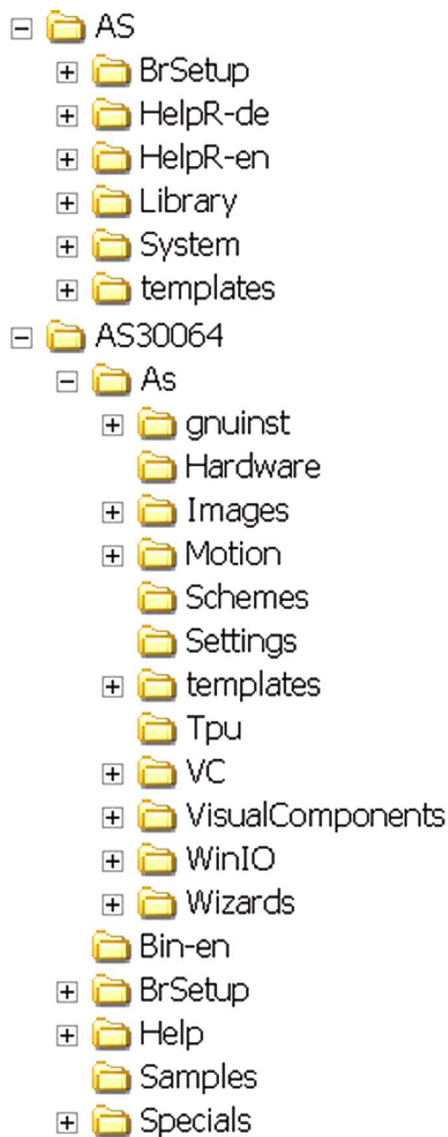 AS
BrSetup
HelpR-de
HelpR-en
Library
System
templates
AS30064
As
gnuinst
Hardware
Images
Motion
Schemes
Settings
templates
Tpu
VC
VisualComponents
WinIO
Wizards
Bin-en
BrSetup
Help
Samples
Specials